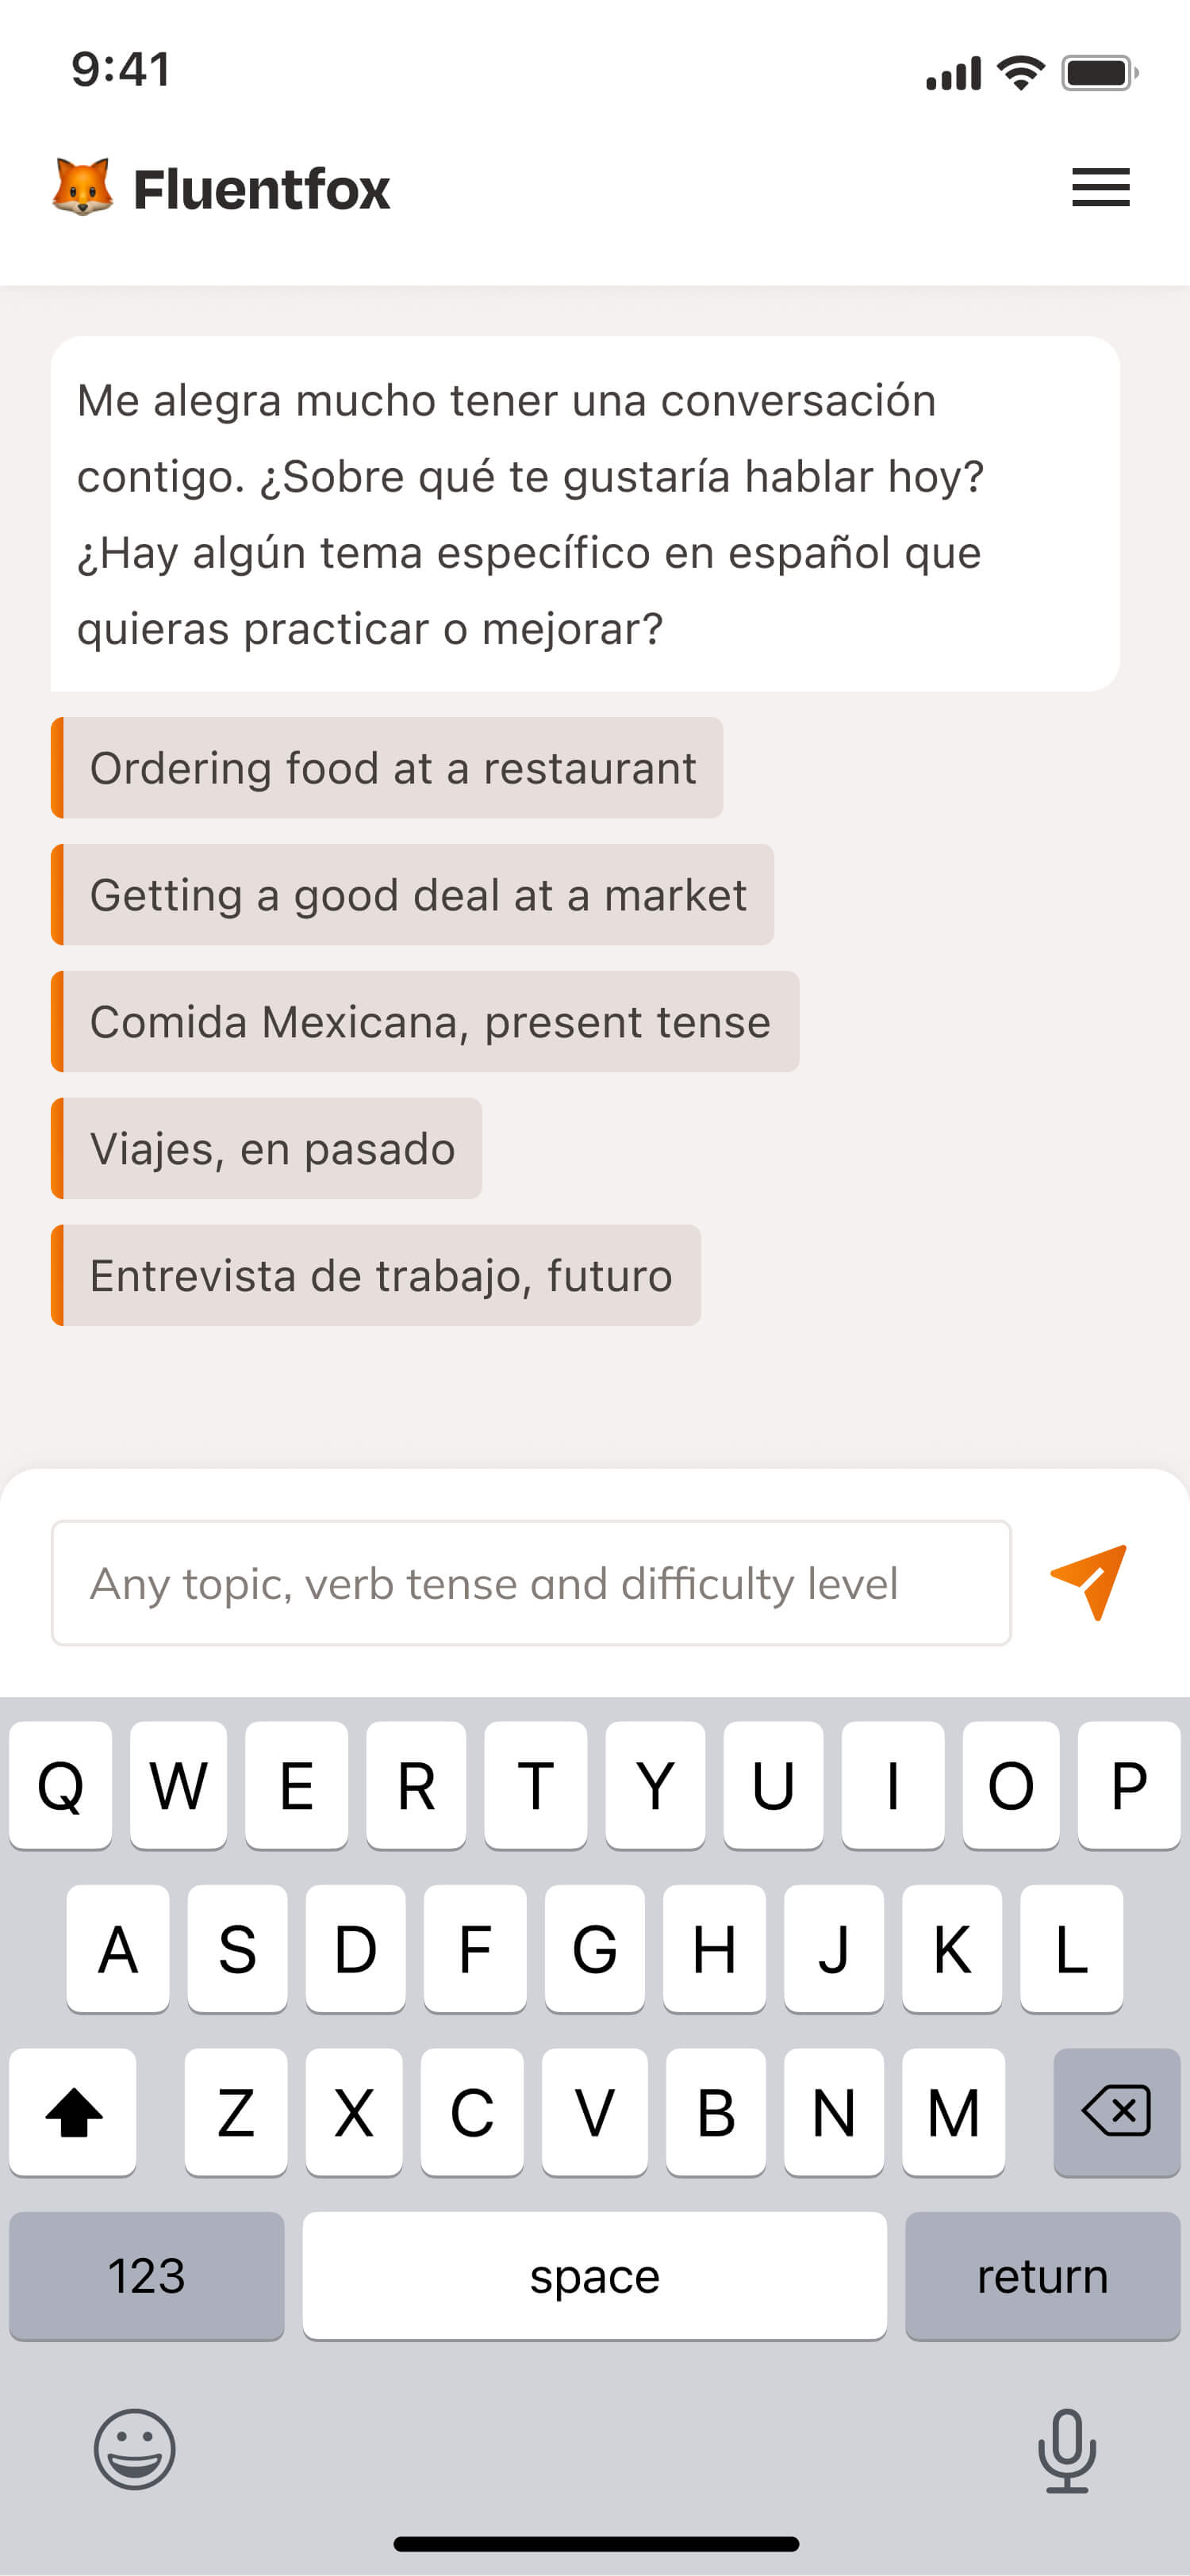 9:41
Fluentfox
Me alegra mucho tener una conversación
contigo. ¿Sobre qué te gustaría hablar hoy?
¿Hay algún tema específico en español que
quieras practicar o mejorar?
Ordering food at a restaurant
Getting a good deal at a market
Comida Mexicana, present tense
Viajes, en pasado
Entrevista de trabajo, futuro
Any topic, verb tense and difficulty level
Q W E R T Y U I O P
A S D F G H J K L
Z X C V B N M
123 space return